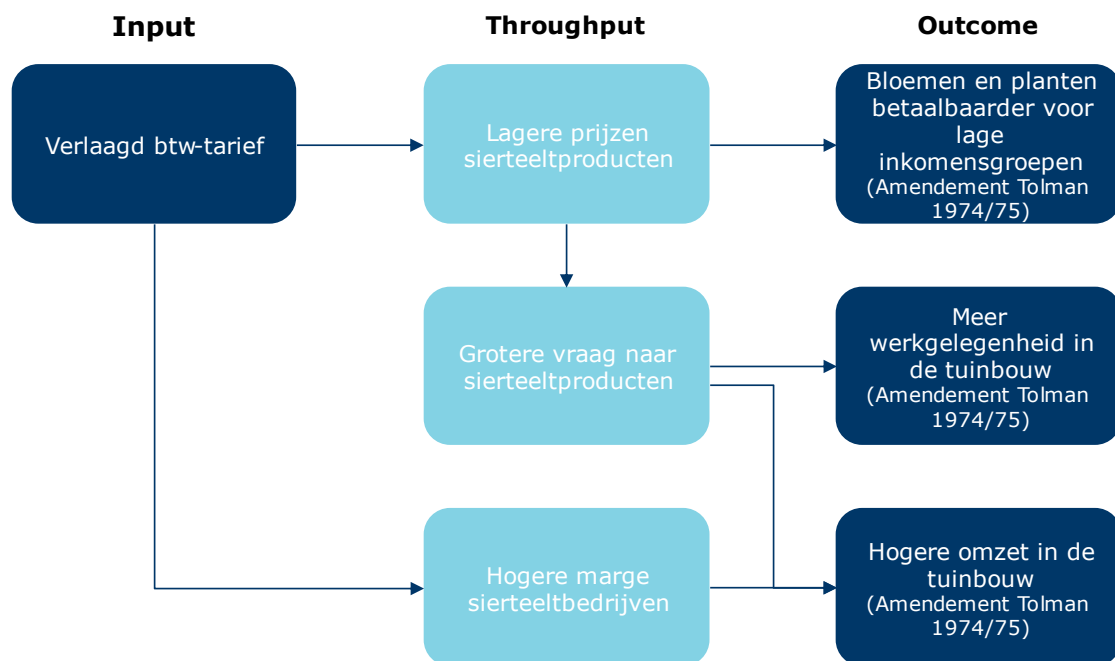 Input
Throughput
Outcome
Verlaagd btw-tarief
Lagere prijzen
sierteeltproducten
Bloemen en planten
betaalbaarder voor
lage
inkomensgroepen
(Amendement Tolman
1974/75)
Grotere vraag naar
sierteeltproducten
Meer
werkgelegenheid in
de tuinbouw
(Amendement Tolman
1974/75)
Hogere marge
sierteeltbedrijven
Hogere omzet in de
tuinbouw
(Amendement Tolman
1974/75)